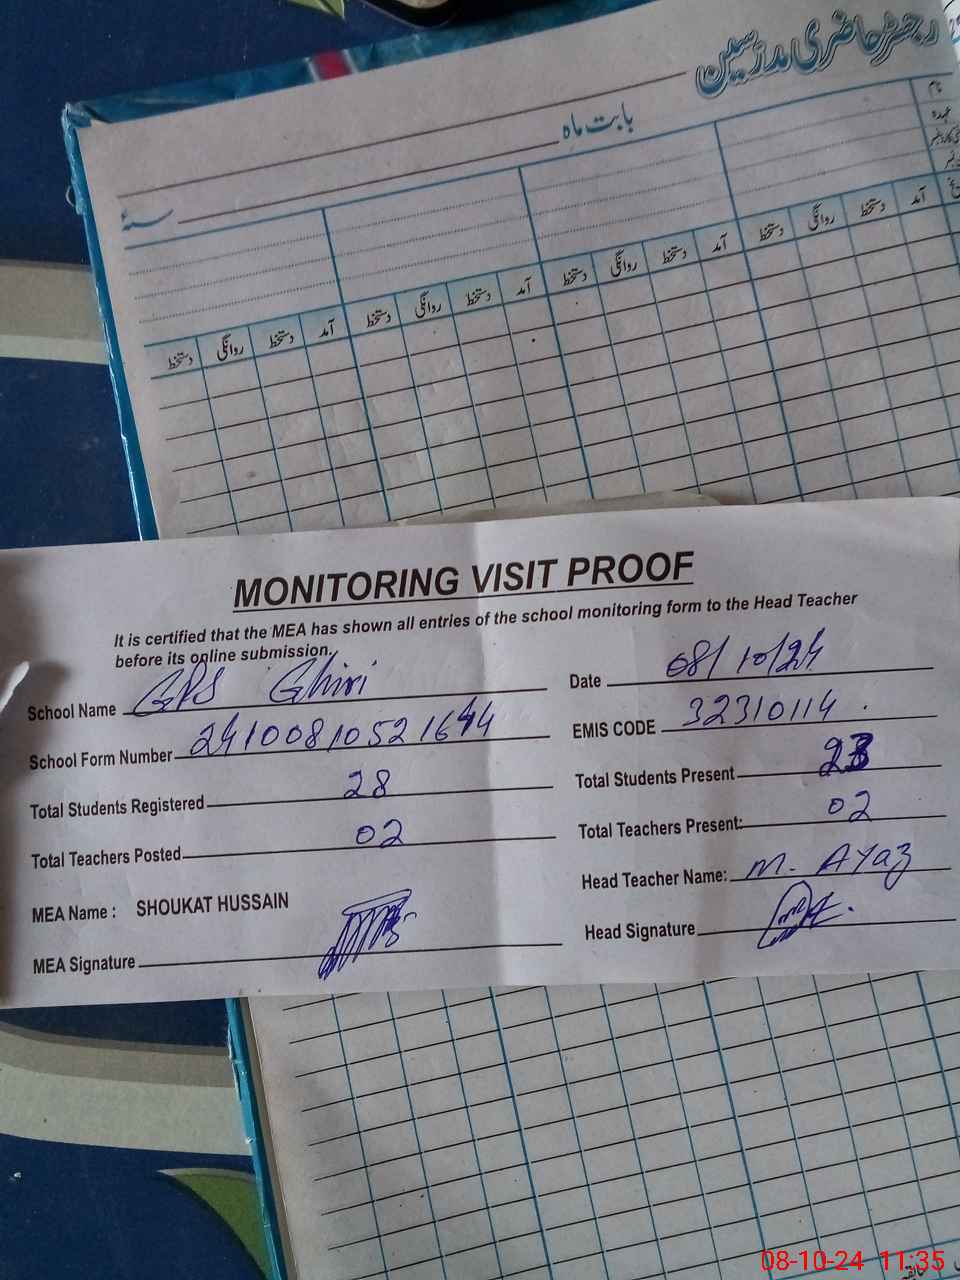 رجسٹر حاضری مدرسین
بابت ماہ
سنہ
نام
عہدہ
آمد دستخط روانگی دستخط آمد دستخط روانگی دستخط آمد دستخط روانگی دستخط آمد دستخط روانگی دستخط
MONITORING VISIT PROOF
It is certified that the MEA has shown all entries of the school monitoring form to the Head Teacher
before its online submission.
School Name GPS Ghiri Date 08/10/24
School Form Number 24100810521644 EMIS CODE 32310114
Total Students Registered 28 Total Students Present 23
Total Teachers Posted 02 Total Teachers Present: 02
MEA Name : SHOUKAT HUSSAIN Head Teacher Name: M. Ayaz
MEA Signature Head Signature
08-10-24 11:35